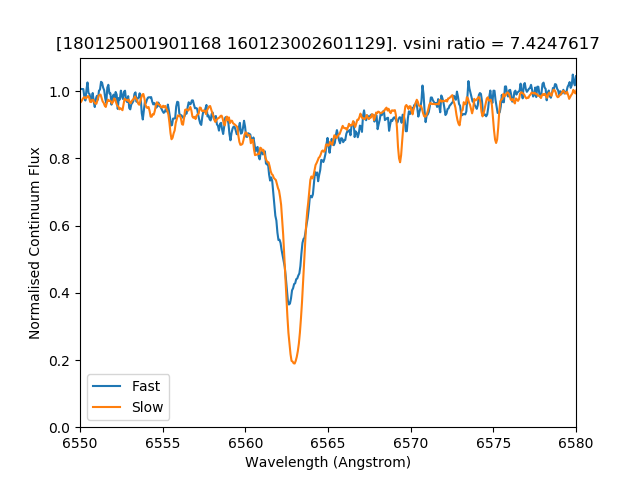 [180125001901168 160123002601129]. vsini ratio = 7.4247617
Normalised Continuum Flux
1.0
0.8
0.6
0.4
0.2
0.0
Fast
Slow
6550 6555 6560 6565 6570 6575 6580
Wavelength (Angstrom)